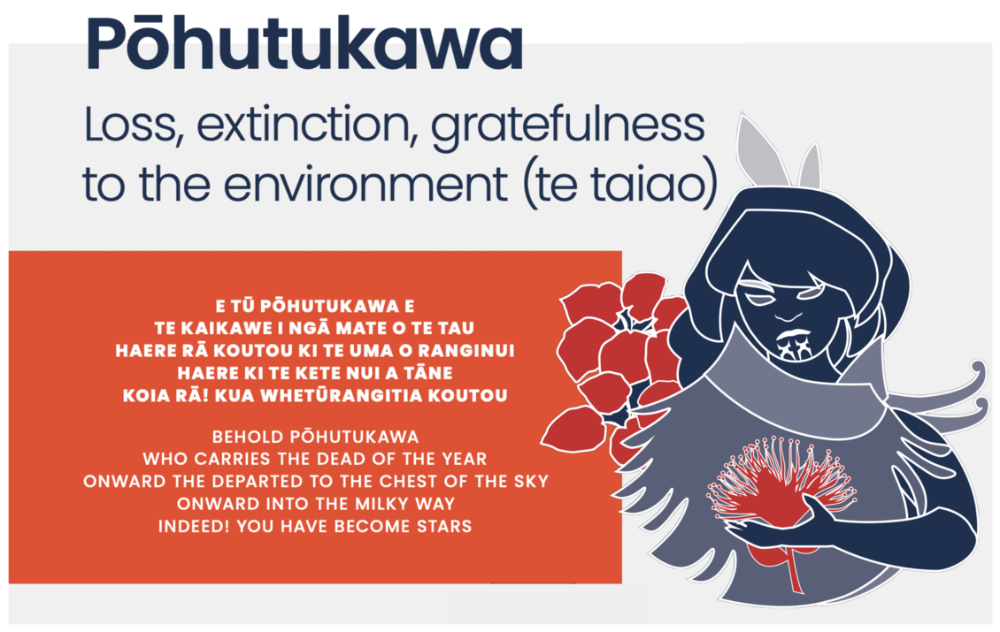 Pōhutukawa
Loss, extinction, gratefulness
to the environment (te taiao)
E TŪ PŌHUTUKAWA E
TE KAIKAWE I NGĀ MATE O TE TAU
HAERE RĀ KOUTOU KI TE UMA O RANGINUI
HAERE KI TE KETE NUI A TĀNE
KOIA RĀ! KUA WHETŪRANGITIA KOUTOU
BEHOLD PŌHUTUKAWA
WHO CARRIES THE DEAD OF THE YEAR
ONWARD THE DEPARTED TO THE CHEST OF THE SKY
ONWARD INTO THE MILKY WAY
INDEED! YOU HAVE BECOME STARS